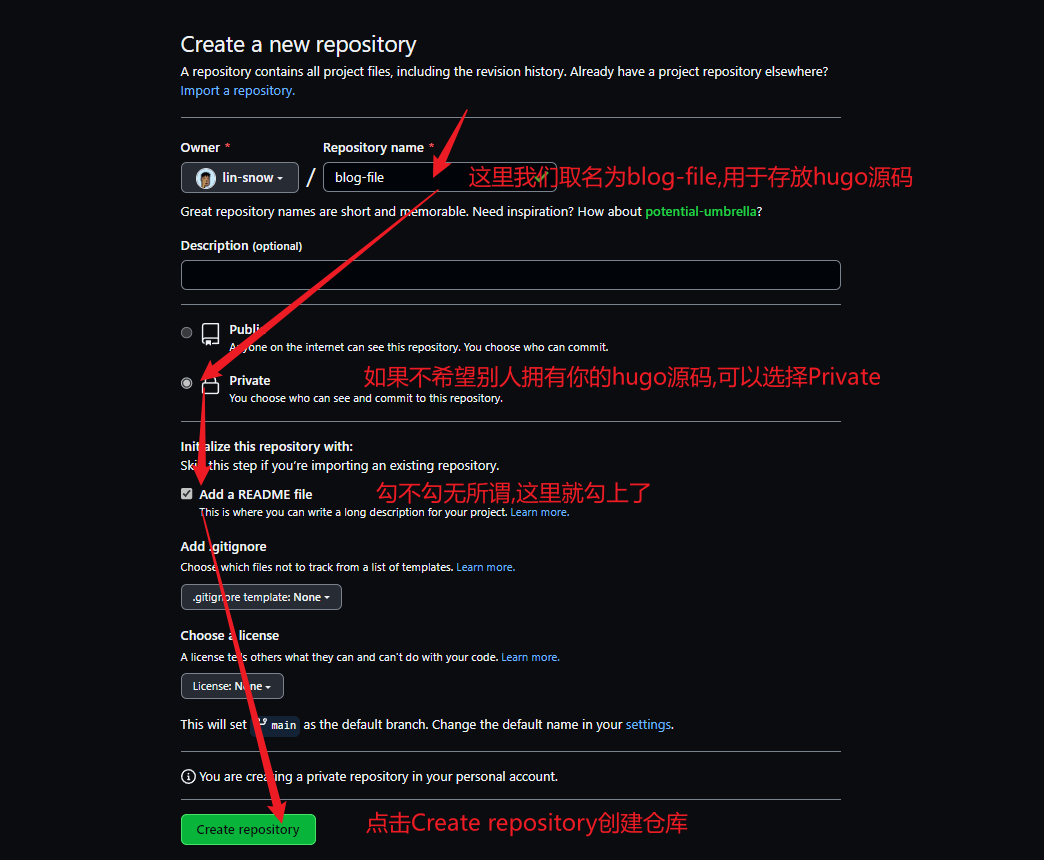 Create a new repository
A repository contains all project files, including the revision history. Already have a project repository elsewhere?
Import a repository.
Owner *
Repository name *
lin-snow
/
blog-file
这里我们取名为blog-file,用于存放hugo源码
Great repository names are short and memorable. Need inspiration? How about potential-umbrella?
Description (optional)
Public
Anyone on the internet can see this repository. You choose who can commit.
Private
如果不希望别人拥有你的hugo源码,可以选择Private
You choose who can see and commit to this repository.
Initialize this repository with:
Skip this step if you're importing an existing repository.
Add a README file
勾不勾无所谓,这里就勾上了
This is where you can write a long description for your project. Learn more.
Add .gitignore
Choose which files not to track from a list of templates. Learn more.
.gitignore template: None
Choose a license
A license tells others what they can and can't do with your code. Learn more.
License: None
This will set main as the default branch. Change the default name in your settings.
You are creating a private repository in your personal account.
Create repository
点击Create repository创建仓库